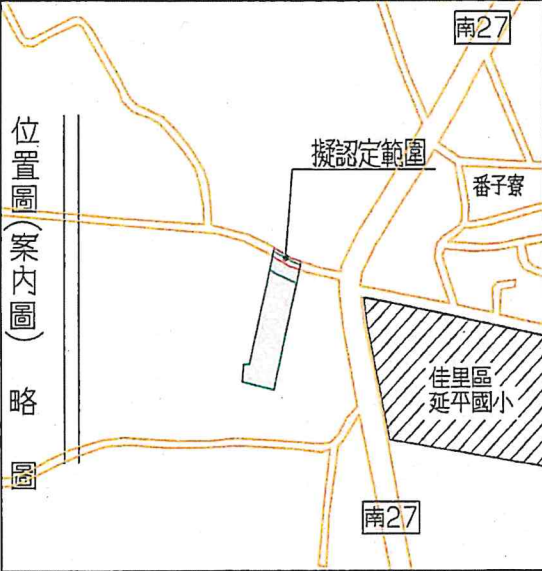 南27
擬認定範圍
番子寮
位置圖(案內圖) 略 圖
佳里區
延平國小
南27